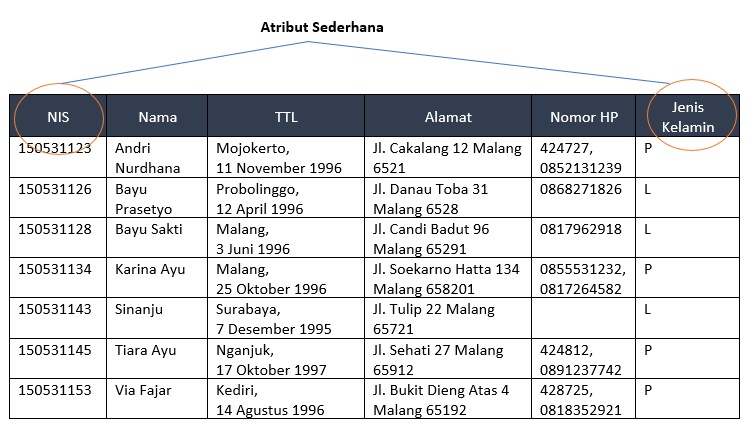 Atribut Sederhana
NIS Nama TTL Alamat Nomor HP Jenis Kelamin
150531123 Andri Mojokerto, Jl. Cakalang 12 Malang 424727, P
Nurdhana 11 November 1996 6521 0852131239
150531126 Bayu Probolinggo, Jl. Danau Toba 31 0868271826 L
Prasetyo 12 April 1996 Malang 6528
150531128 Bayu Sakti Malang, Jl. Candi Badut 96 0817962918 L
3 Juni 1996 Malang 65291
150531134 Karina Ayu Malang, Jl. Soekarno Hatta 134 0855531232, P
25 Oktober 1996 Malang 658201 0817264582
150531143 Sinanju Surabaya, Jl. Tulip 22 Malang L
7 Desember 1995 65721
150531145 Tiara Ayu Nganjuk, Jl. Sehati 27 Malang 424812, P
17 Oktober 1997 65912 0891237742
150531153 Via Fajar Kediri, Jl. Bukit Dieng Atas 4 428725, P
14 Agustus 1996 Malang 65192 0818352921